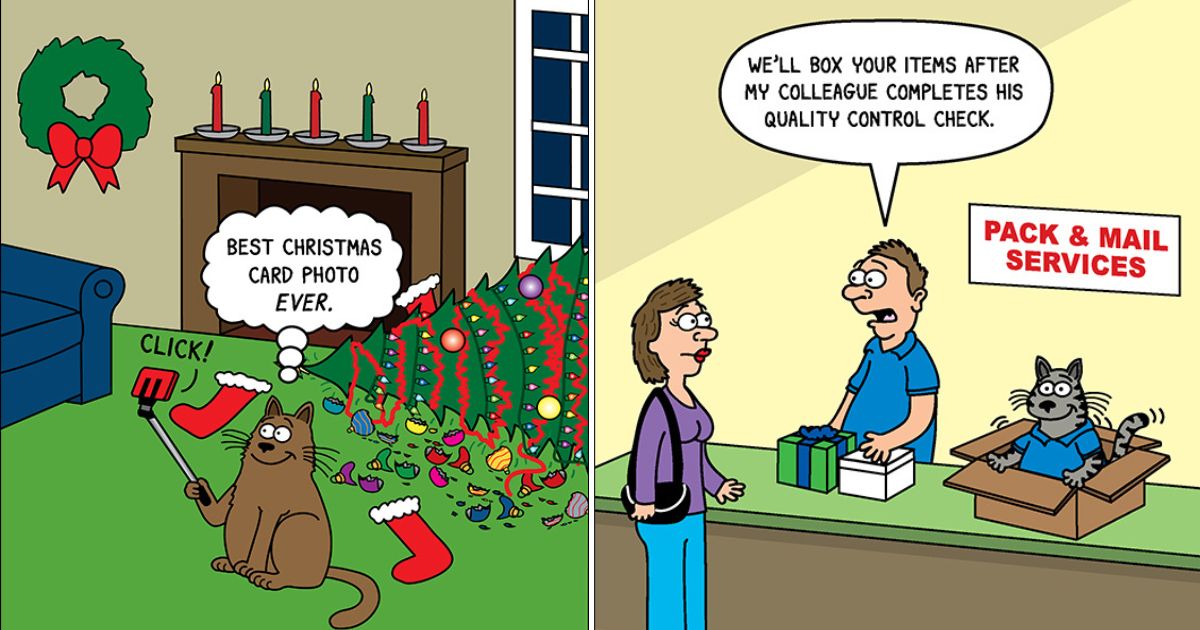 BEST CHRISTMAS
CARD PHOTO
EVER.
CLICK!
WE'LL BOX YOUR ITEMS AFTER
MY COLLEAGUE COMPLETES HIS
QUALITY CONTROL CHECK.
PACK & MAIL
SERVICES